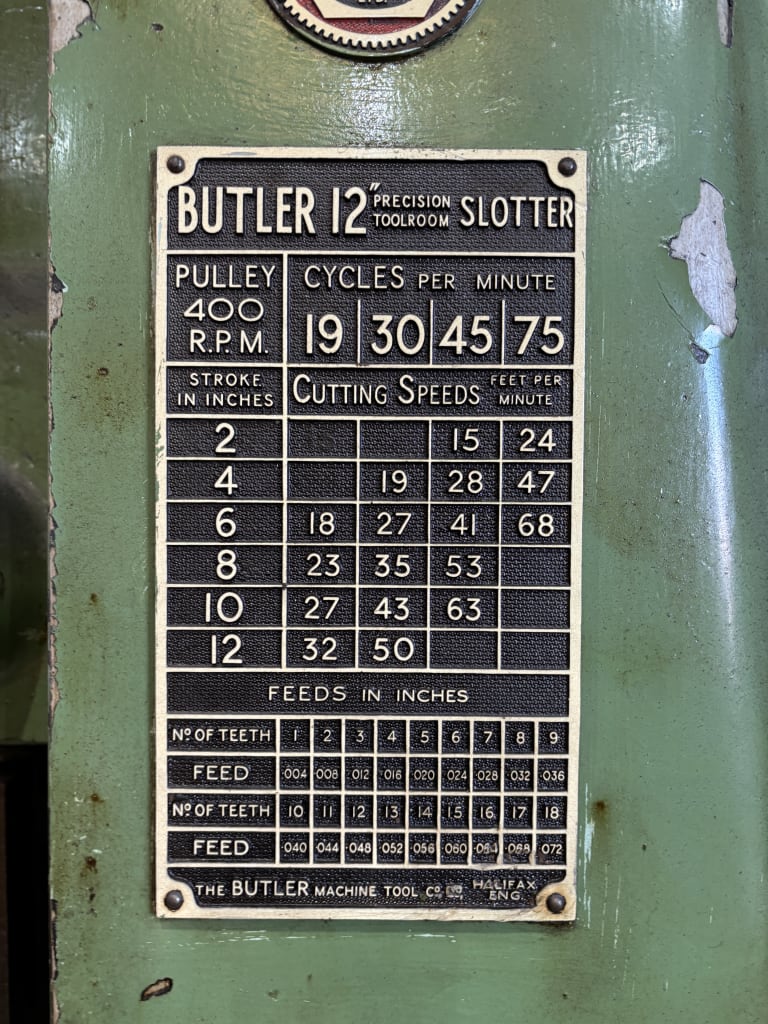 BUTLER 12" PRECISION TOOLROOM SLOTTER
PULLEY 400 R.P.M. CYCLES PER MINUTE
19 30 45 75
STROKE IN INCHES CUTTING SPEEDS FEET PER MINUTE
2 15 24
4 19 28 47
6 18 27 41 68
8 23 35 53
10 27 43 63
12 32 50
FEEDS IN INCHES
Nº OF TEETH 1 2 3 4 5 6 7 8 9
FEED ·004 ·008 ·012 ·016 ·020 ·024 ·028 ·032 ·036
Nº OF TEETH 10 11 12 13 14 15 16 17 18
FEED ·040 ·044 ·048 ·052 ·056 ·060 ·064 ·068 ·072
THE BUTLER MACHINE TOOL Cº HALIFAX ENG.